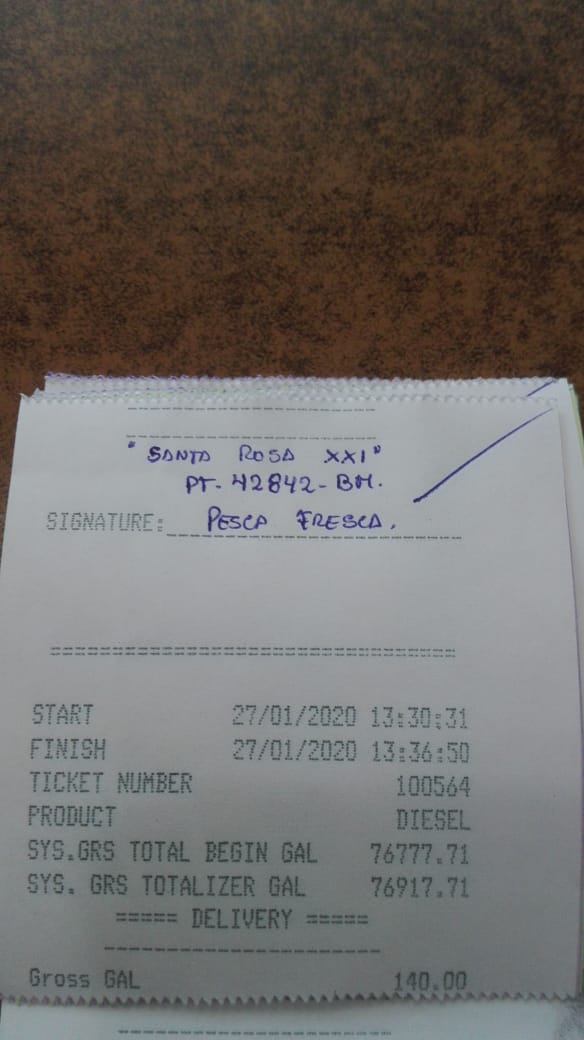 "SANTA ROSA XXI"
PT-42842-BM.
SIGNATURE: PESCA FRESCA.
START 27/01/2020 13:30:31
FINISH 27/01/2020 13:36:50
TICKET NUMBER 100564
PRODUCT DIESEL
SYS.GRS TOTAL BEGIN GAL 76777.71
SYS. GRS TOTALIZER GAL 76917.71
===== DELIVERY =====
Gross GAL 140.00